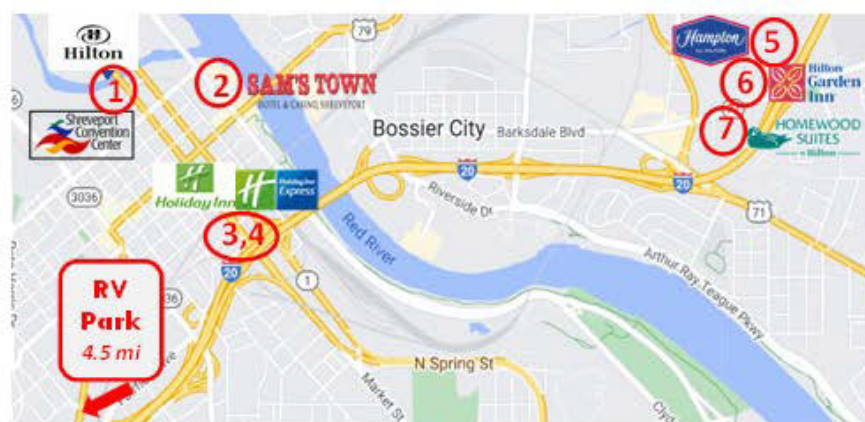 Hilton
1
Shreveport
Convention
Center
2
SAM'S TOWN
HOTEL & CASINO, SHREVEPORT
79
Hampton
5
6
Hilton
Garden
Inn
7
HOMEWOOD
SUITES
Hilton
Bossier City
Barksdale Blvd
20
20
71
Riverside Dr
Red River
Arthur Ray Teague Pkwy
3036
Holiday Inn
Holiday Inn
Express
3,4
20
1
RV
Park
4.5 mi
36
N Spring St
Market St
Clyd